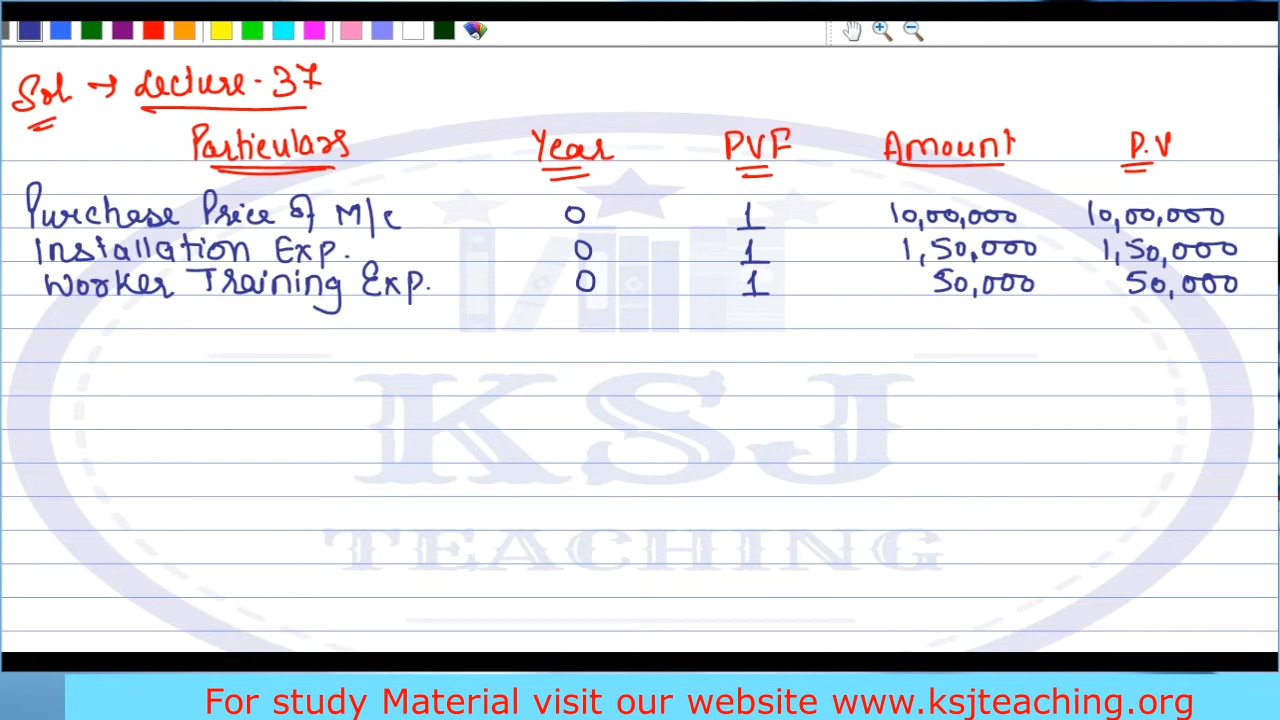 Sol → Lecture-37
Particulars Year PVF Amount P.V
Purchase Price of M/c 0 1 10,00,000 10,00,000
Installation Exp. 0 1 1,50,000 1,50,000
Worker Training Exp. 0 1 50,000 50,000
KSJ
TEACHING
For study Material visit our website www.ksjteaching.org